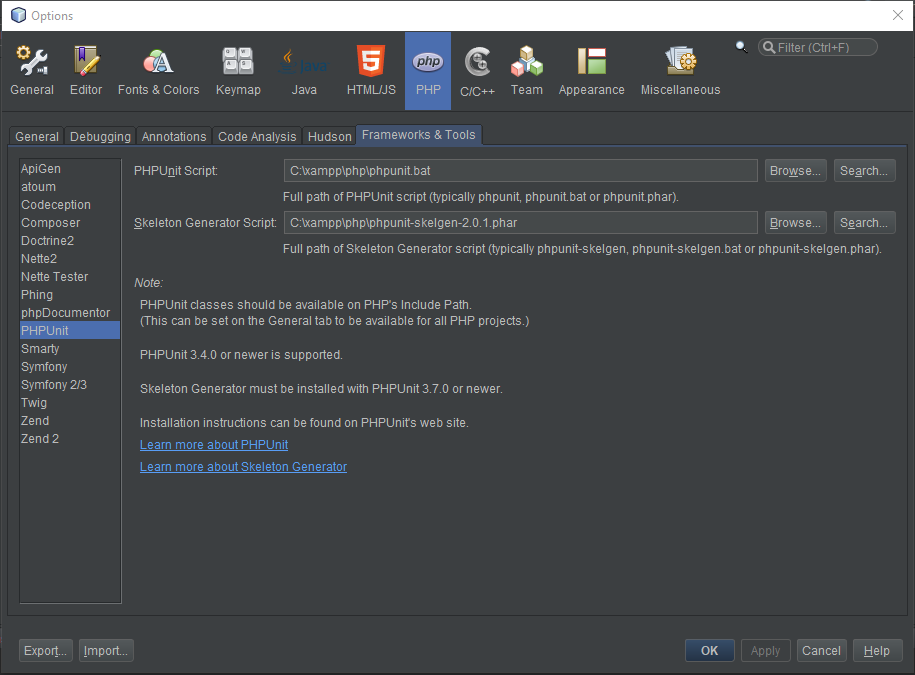 Options
General Editor Fonts & Colors Keymap Java HTML/JS PHP C/C++ Team Appearance Miscellaneous
Filter (Ctrl+F)
General Debugging Annotations Code Analysis Hudson Frameworks & Tools
ApiGen
atoum
Codeception
Composer
Doctrine2
Nette2
Nette Tester
Phing
phpDocumentor
PHPUnit
Smarty
Symfony
Symfony 2/3
Twig
Zend
Zend 2
PHPUnit Script: C:\xampp\php\phpunit.bat Browse... Search...
Full path of PHPUnit script (typically phpunit, phpunit.bat or phpunit.phar).
Skeleton Generator Script: C:\xampp\php\phpunit-skelgen-2.0.1.phar Browse... Search...
Full path of Skeleton Generator script (typically phpunit-skelgen, phpunit-skelgen.bat or phpunit-skelgen.phar).
Note:
PHPUnit classes should be available on PHP's Include Path.
(This can be set on the General tab to be available for all PHP projects.)
PHPUnit 3.4.0 or newer is supported.
Skeleton Generator must be installed with PHPUnit 3.7.0 or newer.
Installation instructions can be found on PHPUnit's web site.
Learn more about PHPUnit
Learn more about Skeleton Generator
Export... Import... OK Apply Cancel Help